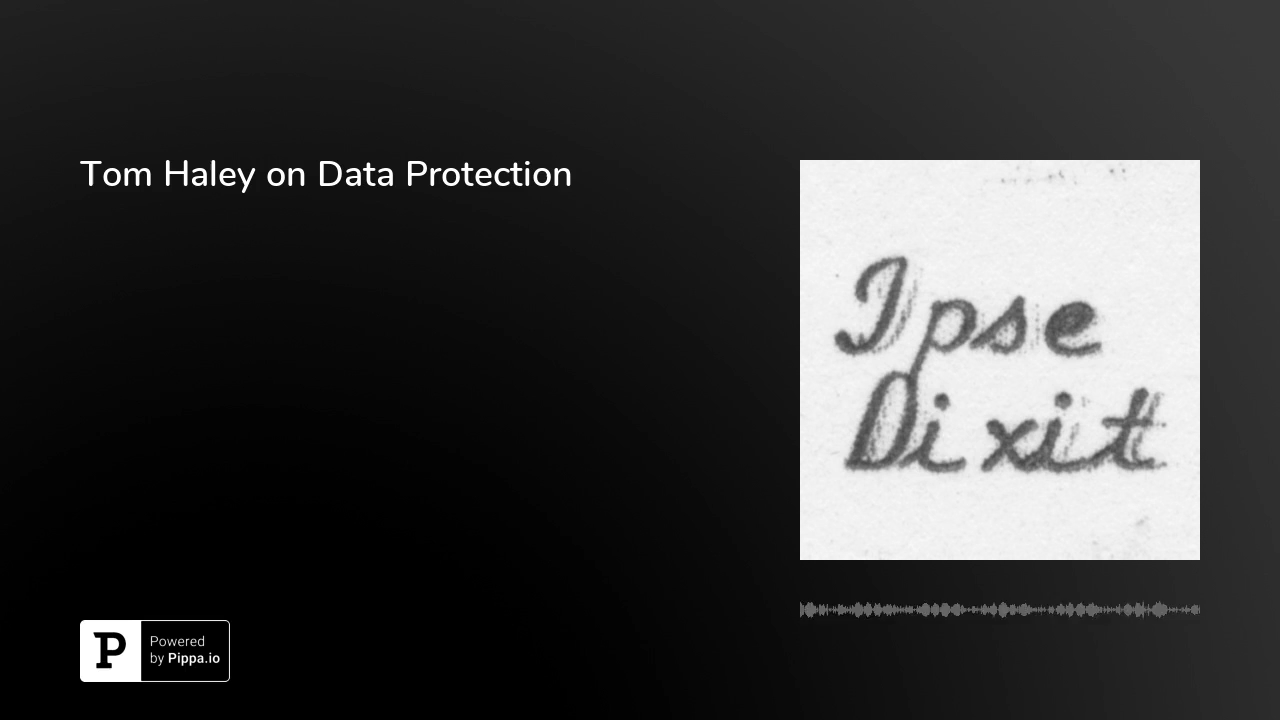 Tom Haley on Data Protection
Ipse
Dixit
P
Powered
by Pippa.io